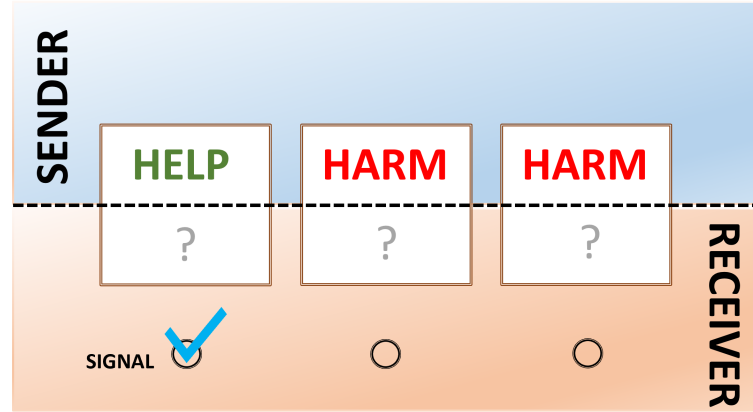 SENDER
HELP HARM HARM
? ? ?
RECEIVER
SIGNAL